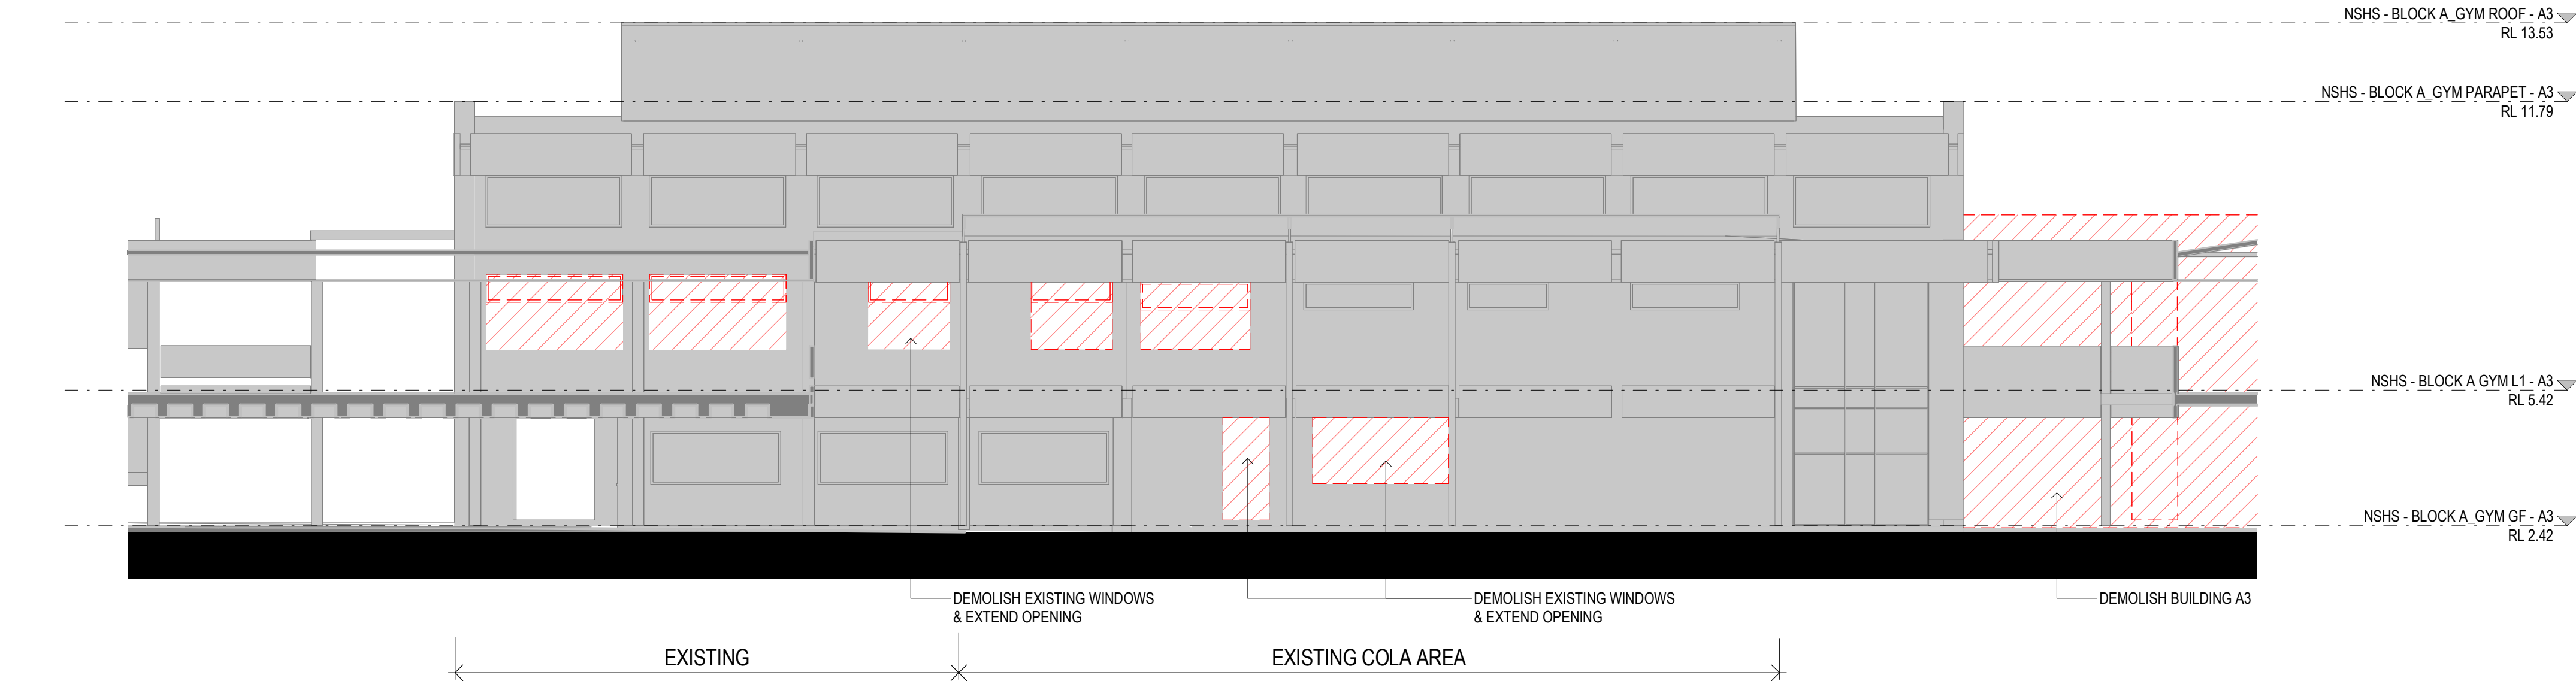 NSHS - BLOCK A_GYM ROOF - A3
RL 13.53
NSHS - BLOCK A_GYM PARAPET - A3
RL 11.79
NSHS - BLOCK A GYM L1 - A3
RL 5.42
NSHS - BLOCK A_GYM GF - A3
RL 2.42
DEMOLISH EXISTING WINDOWS
& EXTEND OPENING
DEMOLISH EXISTING WINDOWS
& EXTEND OPENING
DEMOLISH BUILDING A3
EXISTING
EXISTING COLA AREA